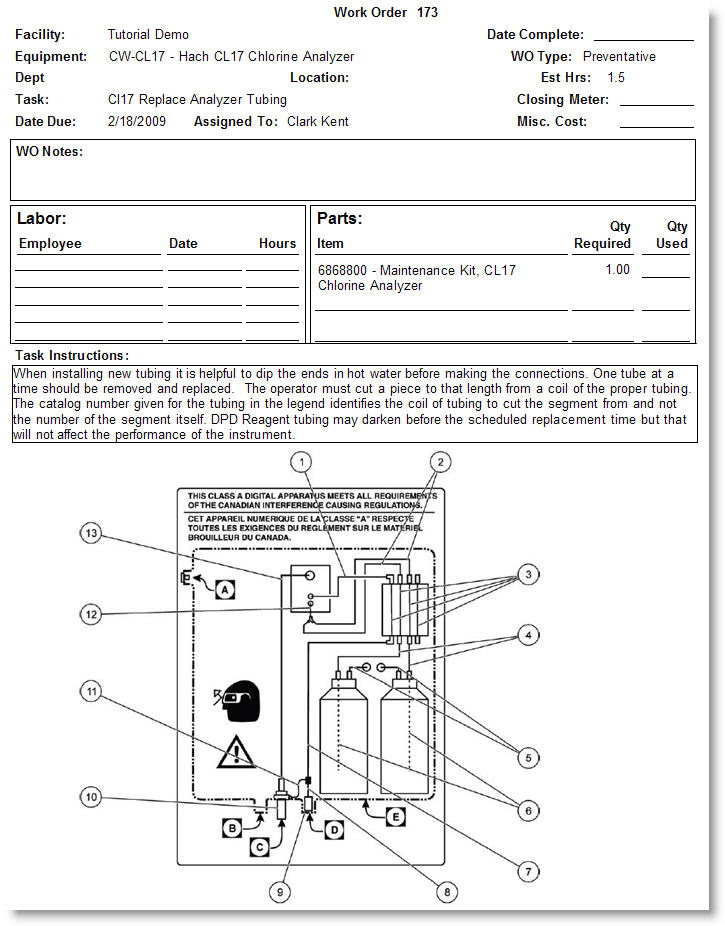 Work Order 173
Facility: Tutorial Demo Date Complete:
Equipment: CW-CL17 - Hach CL17 Chlorine Analyzer WO Type: Preventative
Dept Location: Est Hrs: 1.5
Task: Cl17 Replace Analyzer Tubing Closing Meter:
Date Due: 2/18/2009 Assigned To: Clark Kent Misc. Cost:
WO Notes:
Labor:
Employee Date Hours
Parts:
Item Qty Required Qty Used
6868800 - Maintenance Kit, CL17 1.00
Chlorine Analyzer
Task Instructions:
When installing new tubing it is helpful to dip the ends in hot water before making the connections. One tube at a
time should be removed and replaced. The operator must cut a piece to that length from a coil of the proper tubing.
The catalog number given for the tubing in the legend identifies the coil of tubing to cut the segment from and not
the number of the segment itself. DPD Reagent tubing may darken before the scheduled replacement time but that
will not affect the performance of the instrument.
1
2
THIS CLASS A DIGITAL APPARATUS MEETS ALL REQUIREMENTS
OF THE CANADIAN INTERFERENCE CAUSING REGULATIONS.
CET APPAREIL NUMERIQUE DE LA CLASSE "A" RESPECTE
TOUTES LES EXIGENCES DU REGLEMENT SUR LE MATERIEL
BROUILLEUR DU CANADA.
13
3
A
12
4
11
5
10
6
B
C
D
E
7
9
8